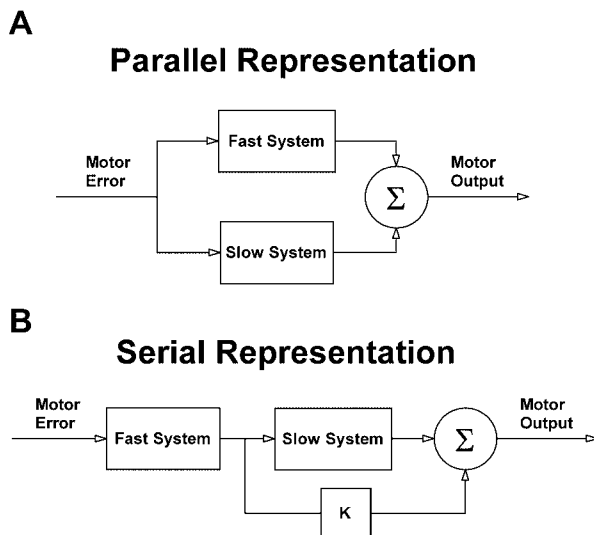 A
Parallel Representation
Motor
Error
Fast System
Slow System
Σ
Motor
Output
B
Serial Representation
Motor
Error
Fast System
Slow System
K
Σ
Motor
Output